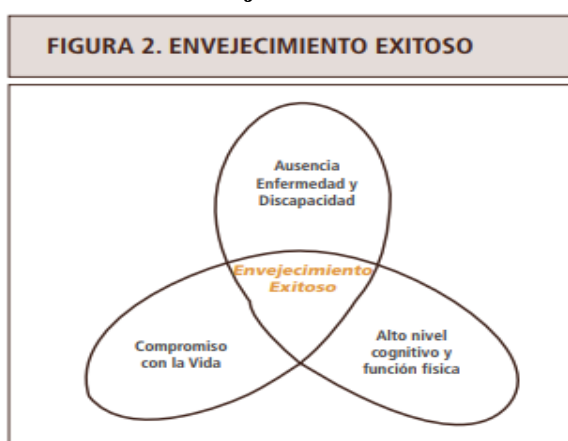 FIGURA 2. ENVEJECIMIENTO EXITOSO
Ausencia
Enfermedad y
Discapacidad
Envejecimiento
Exitoso
Compromiso
con la Vida
Alto nivel
cognitivo y
función física